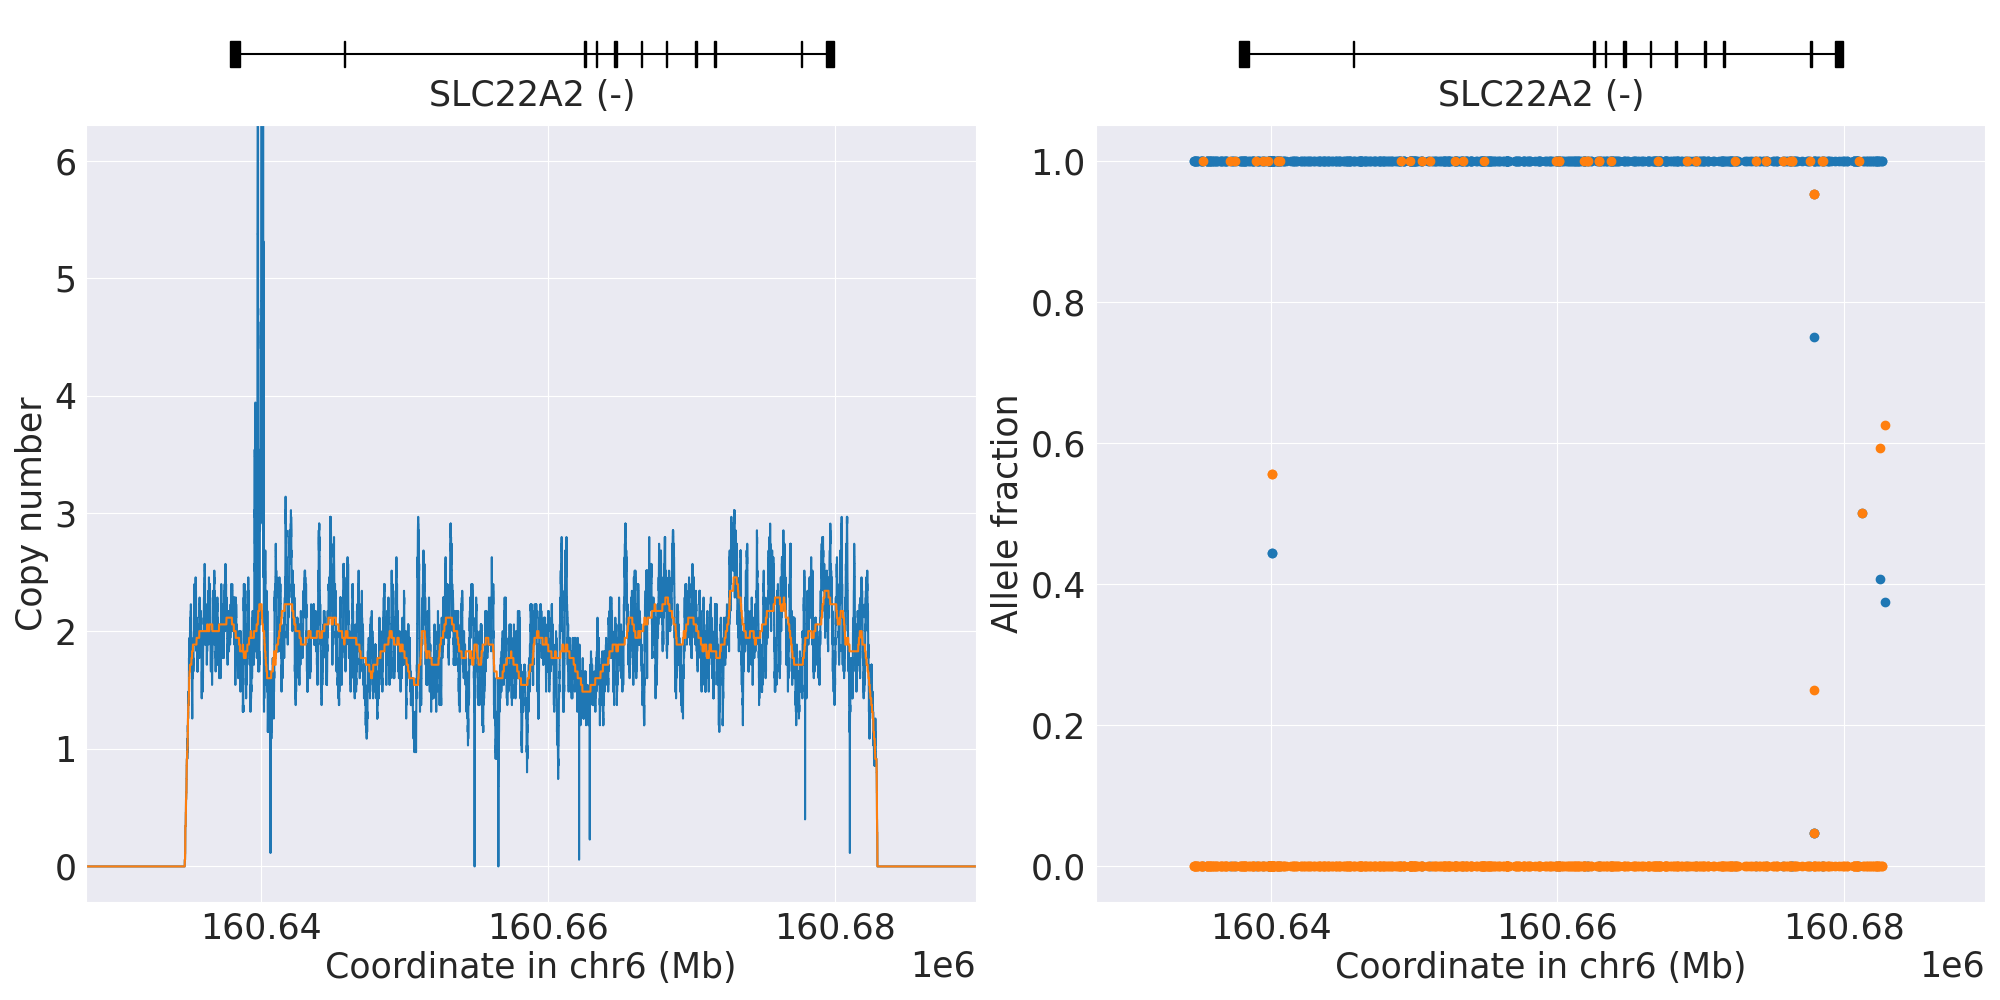 SLC22A2 (-)
SLC22A2 (-)
Copy number
6
5
4
3
2
1
0
160.64
160.66
160.68
Coordinate in chr6 (Mb)
1e6
Allele fraction
1.0
0.8
0.6
0.4
0.2
0.0
160.64
160.66
160.68
Coordinate in chr6 (Mb)
1e6